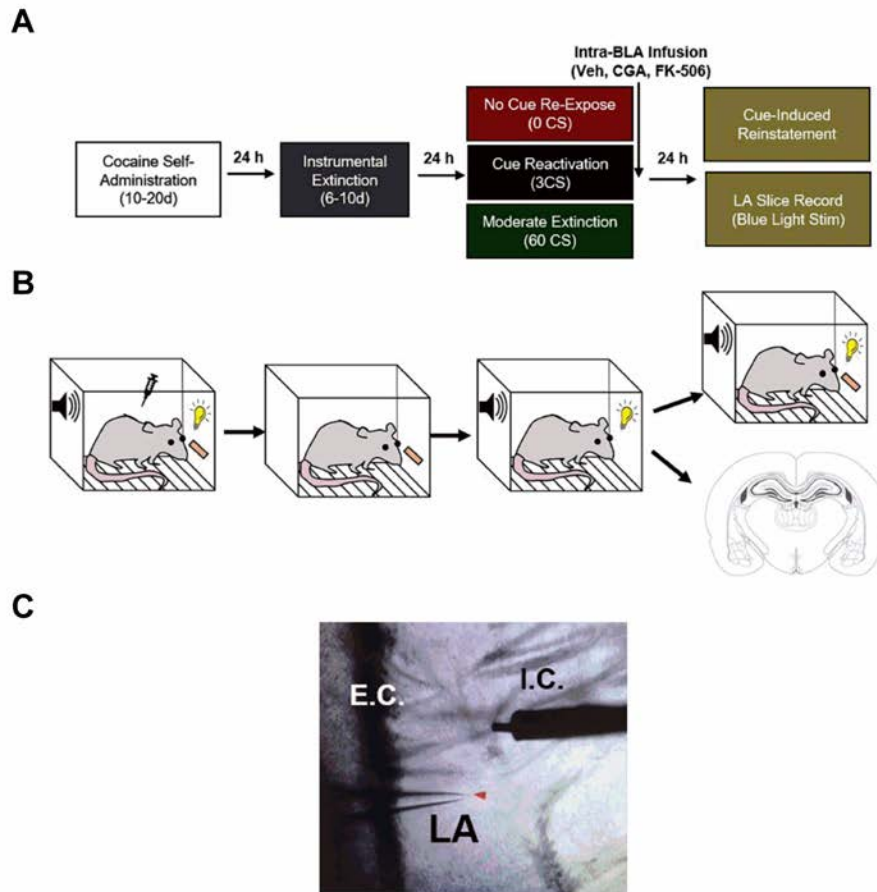 A
Intra-BLA Infusion
(Veh, CGA, FK-506)
Cocaine Self-
Administration
(10-20d)
24 h
Instrumental
Extinction
(6-10d)
24 h
No Cue Re-Expose
(0 CS)
Cue Reactivation
(3CS)
Moderate Extinction
(60 CS)
24 h
Cue-Induced
Reinstatement
LA Slice Record
(Blue Light Stim)
B
C
E.C.
I.C.
LA